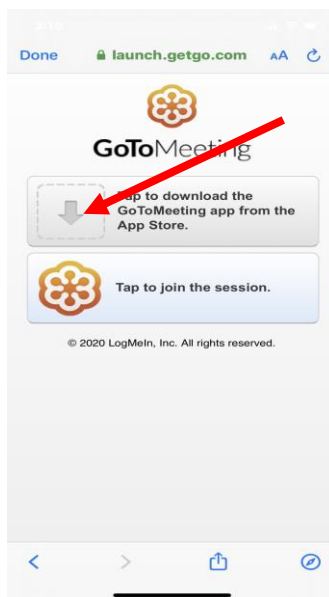 Done launch.getgo.com AA
GoToMeeting
Tap to download the
GoToMeeting app from the
App Store.
Tap to join the session.
© 2020 LogMeIn, Inc. All rights reserved.